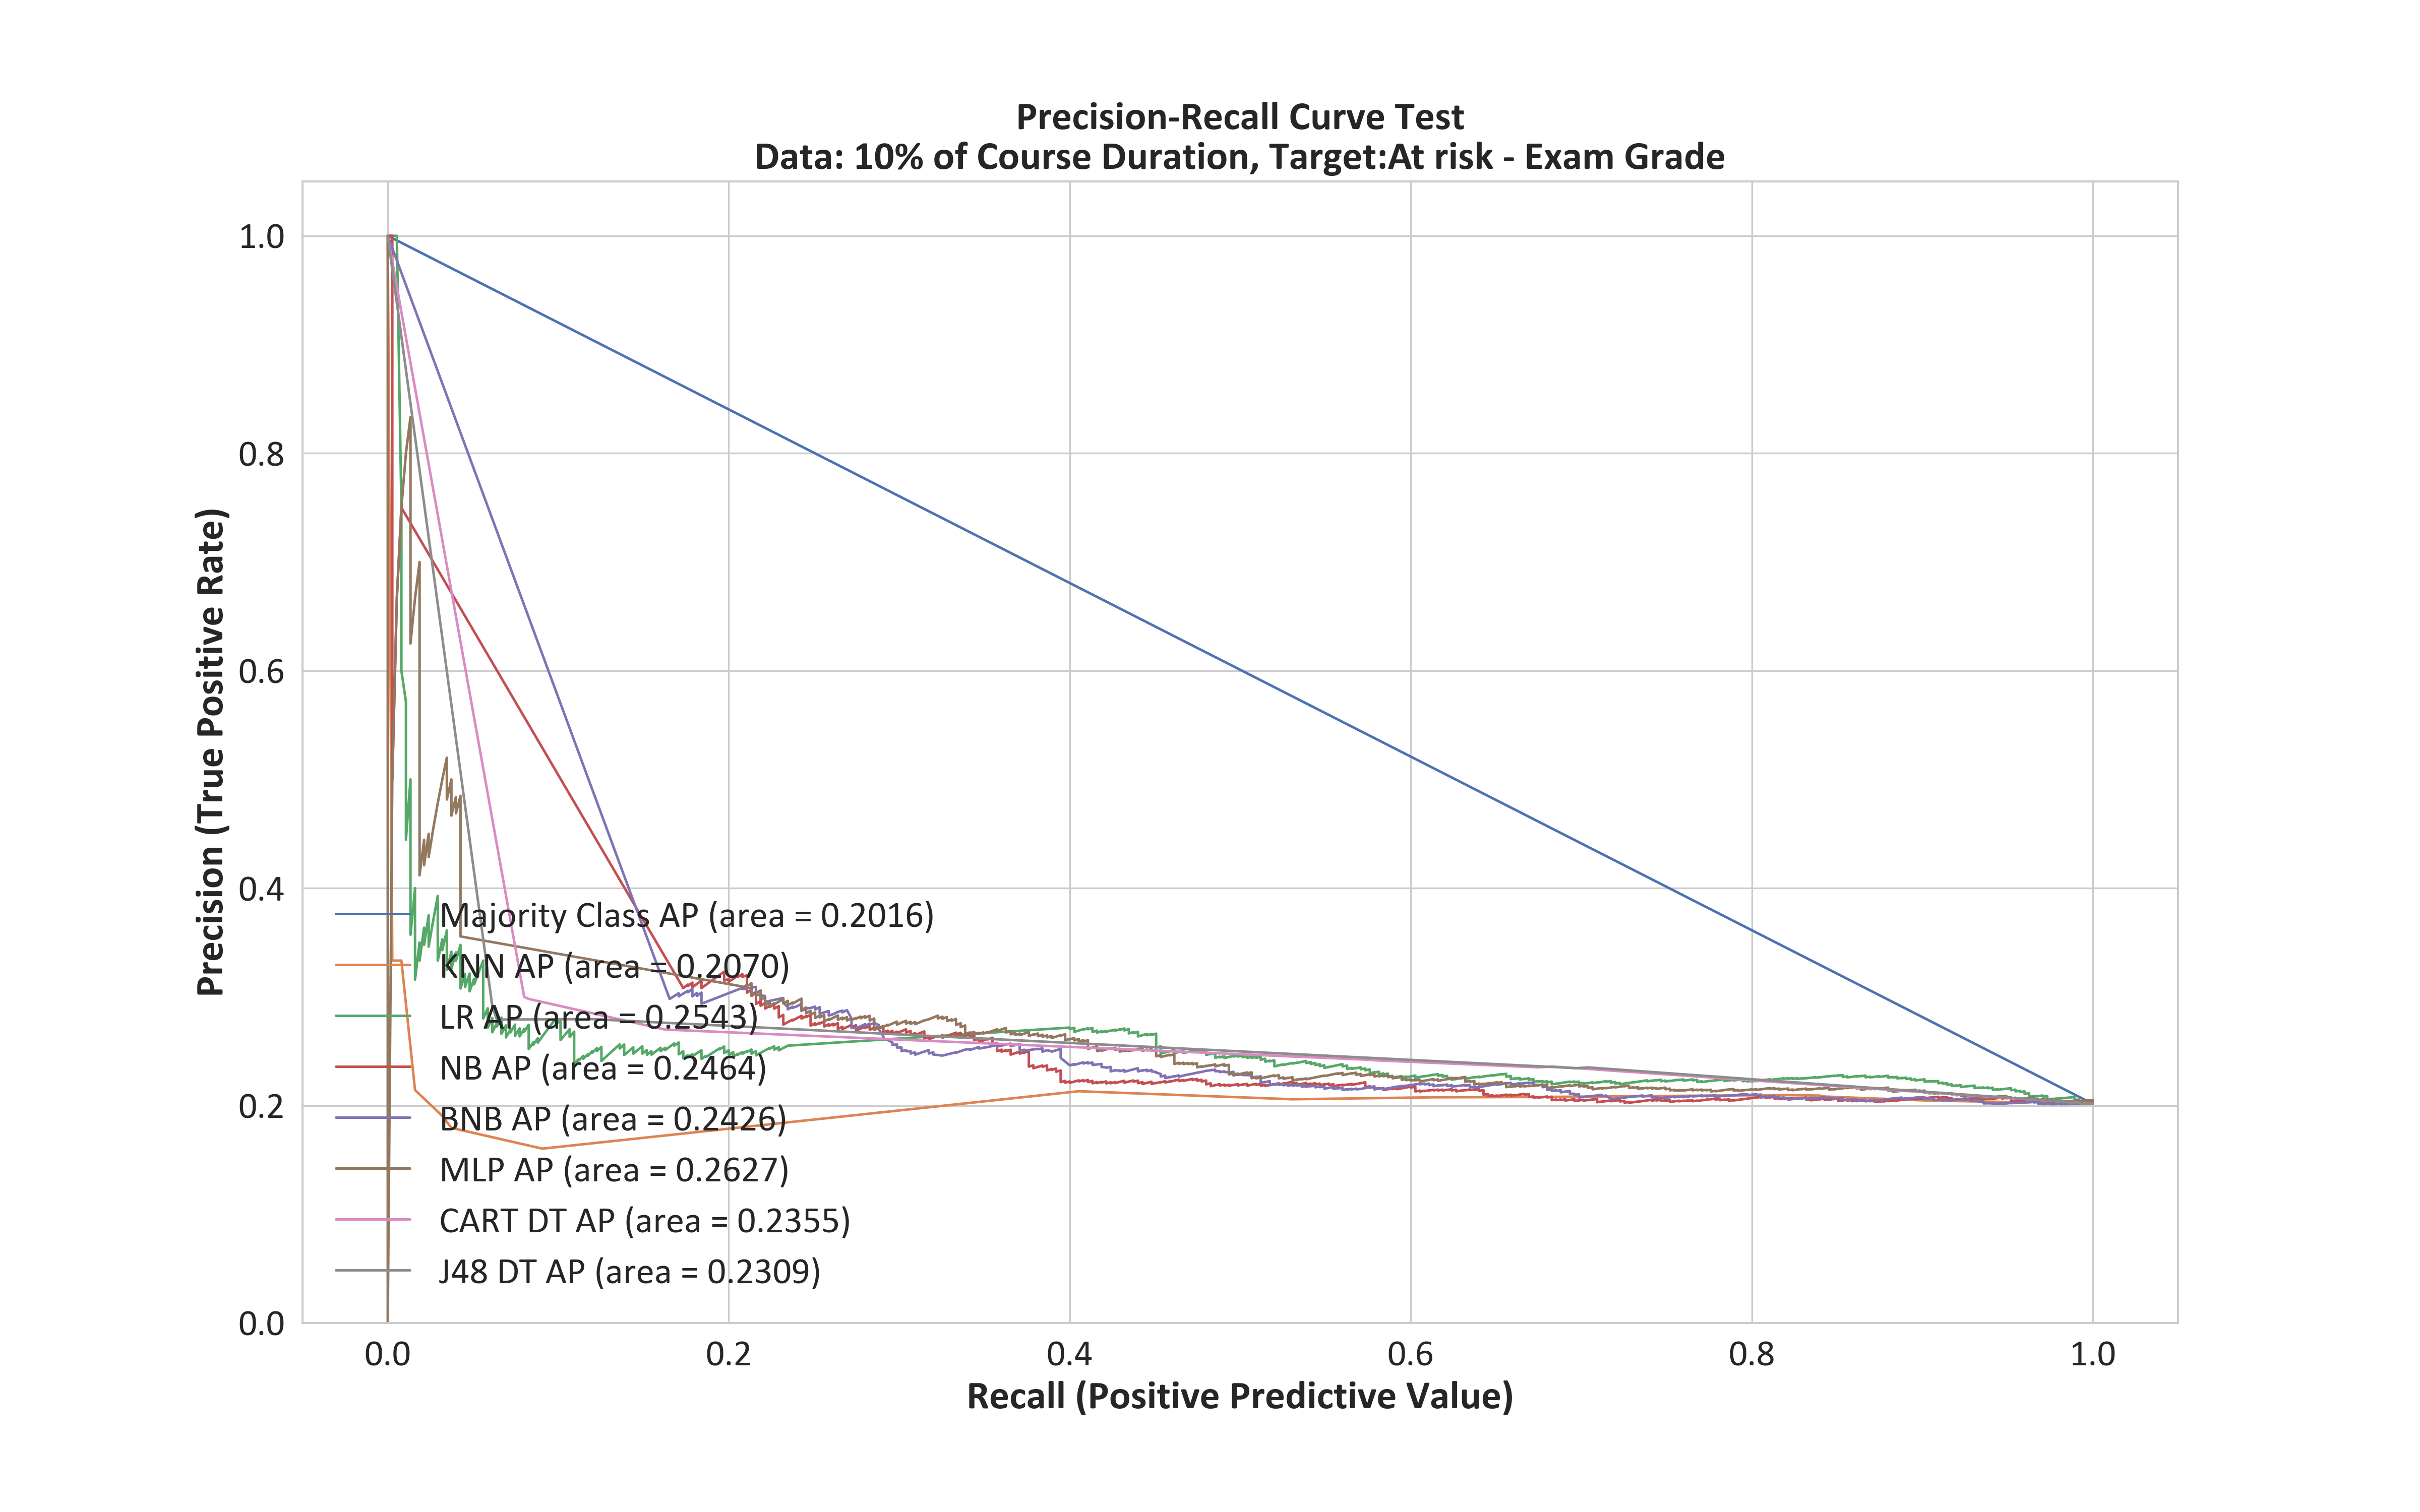 Precision-Recall Curve Test
Data: 10% of Course Duration, Target:At risk - Exam Grade
Precision (True Positive Rate)
1.0
0.8
0.6
0.4
0.2
0.0
Majority Class AP (area = 0.2016)
KNN AP (area = 0.2070)
LR AP (area = 0.2543)
NB AP (area = 0.2464)
BNB AP (area = 0.2426)
MLP AP (area = 0.2627)
CART DT AP (area = 0.2355)
J48 DT AP (area = 0.2309)
0.0 0.2 0.4 0.6 0.8 1.0
Recall (Positive Predictive Value)